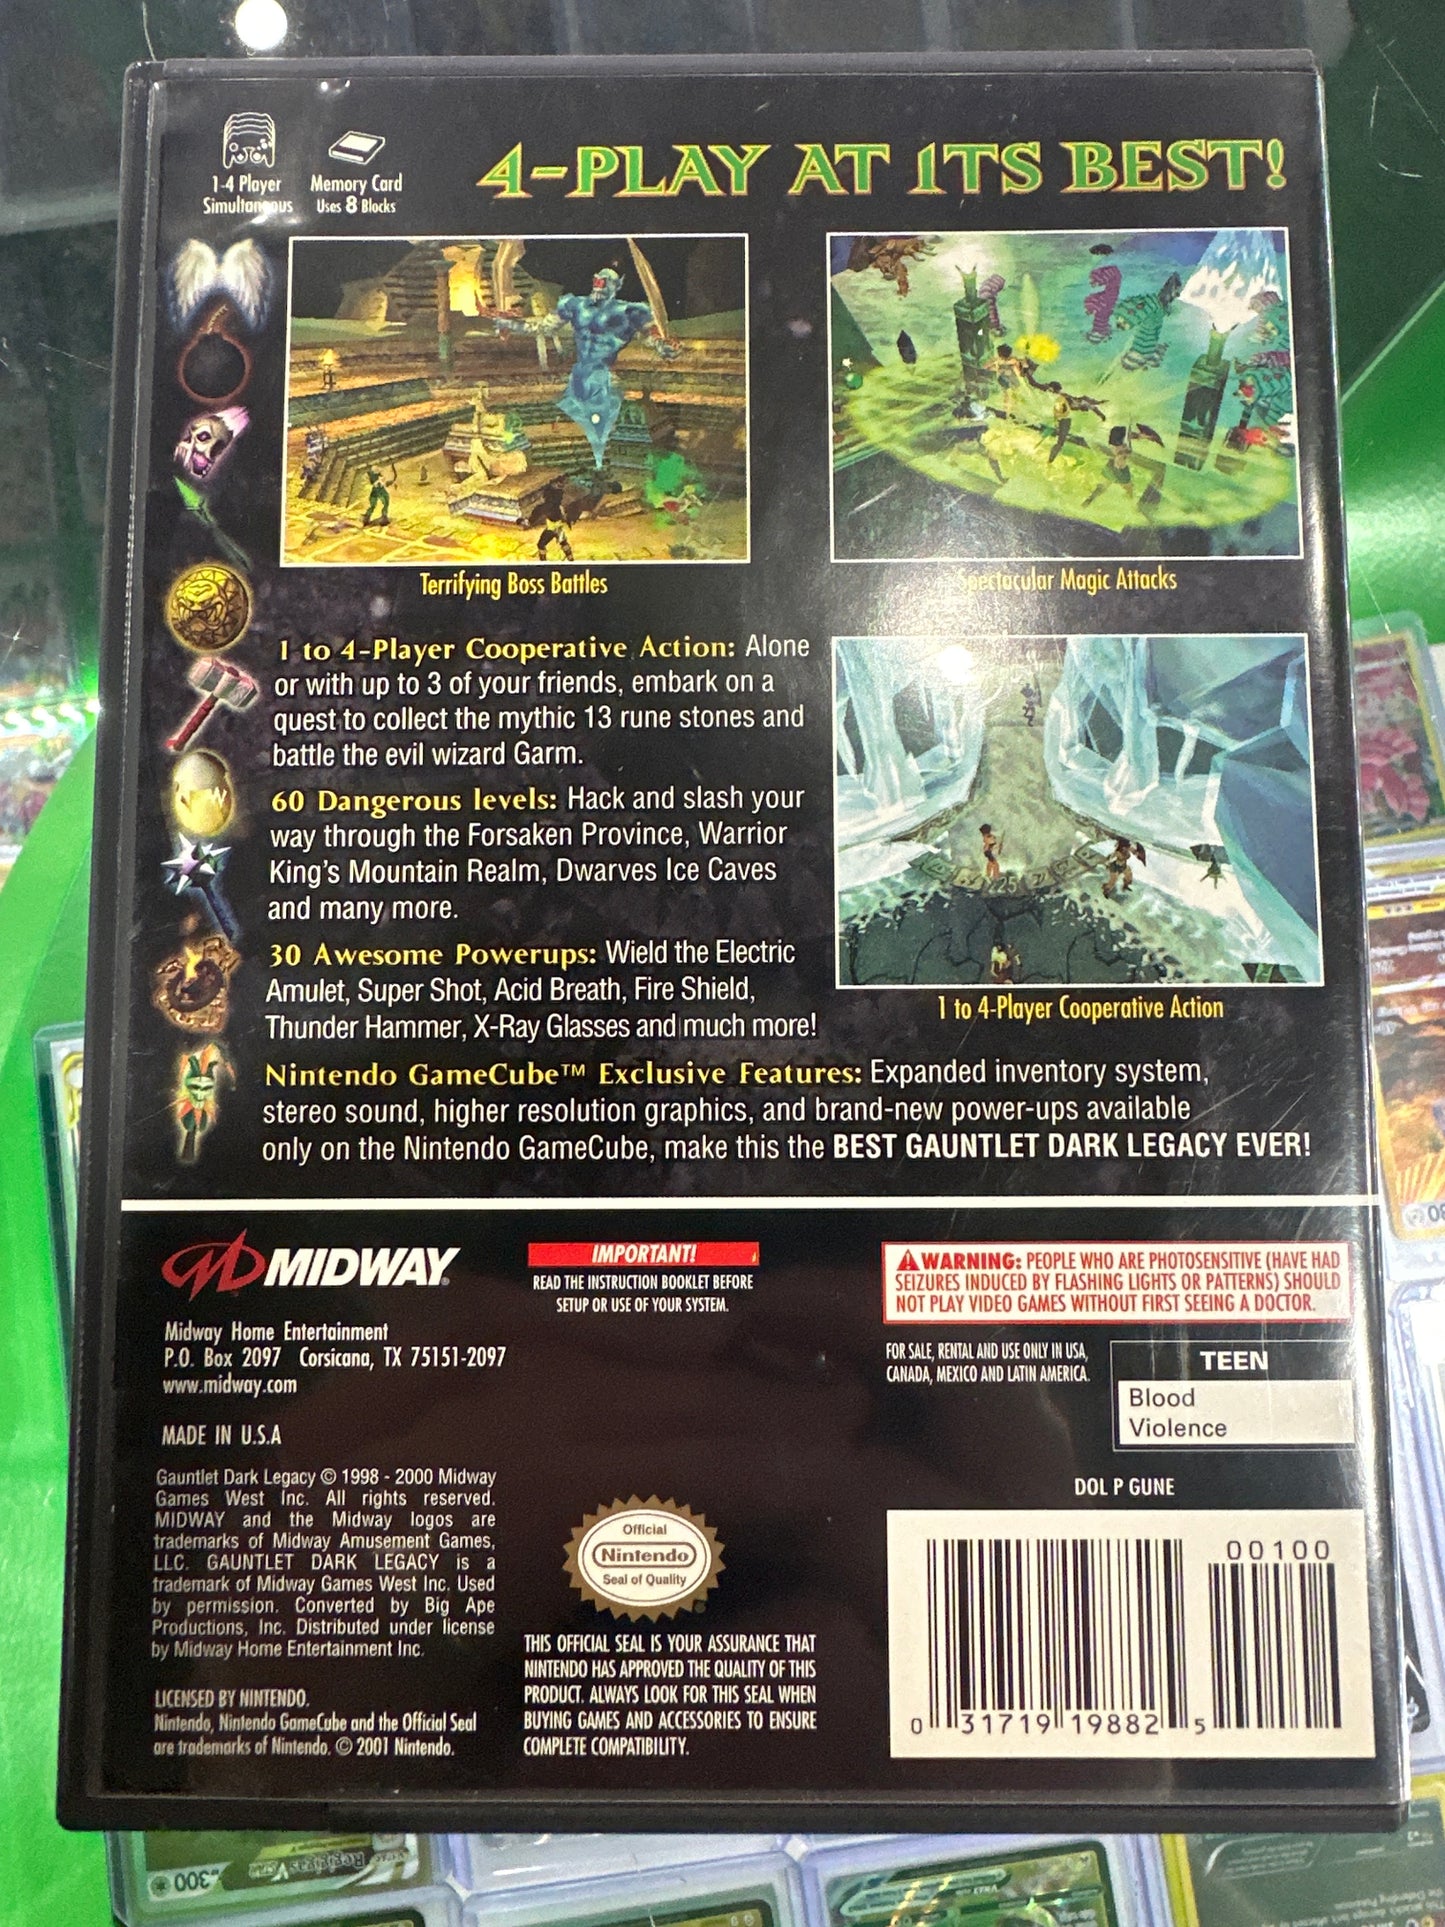 4-PLAY AT ITS BEST!
1-4 Player
Simultaneous
Memory Card
Uses 8 Blocks
Terrifying Boss Battles
Spectacular Magic Attacks
1 to 4-Player Cooperative Action: Alone
or with up to 3 of your friends, embark on a
quest to collect the mythic 13 rune stones and
battle the evil wizard Garm.
60 Dangerous levels: Hack and slash your
way through the Forsaken Province, Warrior
King's Mountain Realm, Dwarves Ice Caves
and many more.
30 Awesome Powerups: Wield the Electric
Amulet, Super Shot, Acid Breath, Fire Shield,
Thunder Hammer, X-Ray Glasses and much more!
1 to 4-Player Cooperative Action
Nintendo GameCube™ Exclusive Features: Expanded inventory system,
stereo sound, higher resolution graphics, and brand-new power-ups available
only on the Nintendo GameCube, make this the BEST GAUNTLET DARK LEGACY EVER!
MIDWAY
Midway Home Entertainment
P.O. Box 2097 Corsicana, TX 75151-2097
www.midway.com
MADE IN U.S.A
Gauntlet Dark Legacy © 1998 - 2000 Midway
Games West Inc. All rights reserved.
MIDWAY and the Midway logos are
trademarks of Midway Amusement Games,
LLC. GAUNTLET DARK LEGACY is a
trademark of Midway Games West Inc. Used
by permission. Converted by Big Ape
Productions, Inc. Distributed under license
by Midway Home Entertainment Inc.
LICENSED BY NINTENDO.
Nintendo, Nintendo GameCube and the Official Seal
are trademarks of Nintendo. © 2001 Nintendo.
IMPORTANT!
READ THE INSTRUCTION BOOKLET BEFORE
SETUP OR USE OF YOUR SYSTEM.
Official
Nintendo
Seal of Quality
THIS OFFICIAL SEAL IS YOUR ASSURANCE THAT
NINTENDO HAS APPROVED THE QUALITY OF THIS
PRODUCT. ALWAYS LOOK FOR THIS SEAL WHEN
BUYING GAMES AND ACCESSORIES TO ENSURE
COMPLETE COMPATIBILITY.
WARNING: PEOPLE WHO ARE PHOTOSENSITIVE (HAVE HAD
SEIZURES INDUCED BY FLASHING LIGHTS OR PATTERNS) SHOULD
NOT PLAY VIDEO GAMES WITHOUT FIRST SEEING A DOCTOR.
FOR SALE, RENTAL AND USE ONLY IN USA,
CANADA, MEXICO AND LATIN AMERICA.
TEEN
Blood
Violence
DOL P GUNE
00100
0 31719 19882 5
Regigigas
300